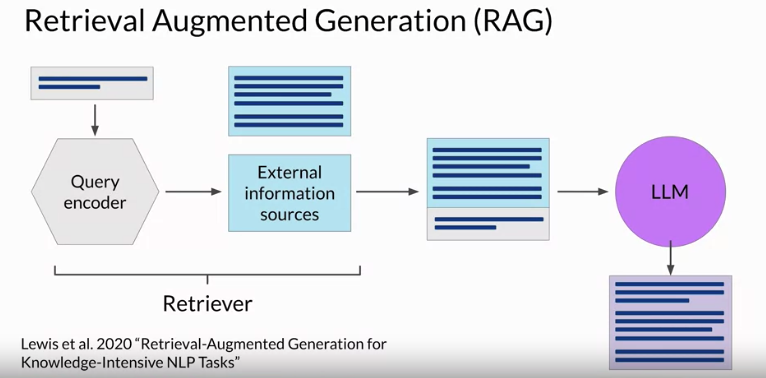 Retrieval Augmented Generation (RAG)
Query
encoder
External
information
sources
LLM
Retriever
Lewis et al. 2020 “Retrieval-Augmented Generation for
Knowledge-Intensive NLP Tasks”